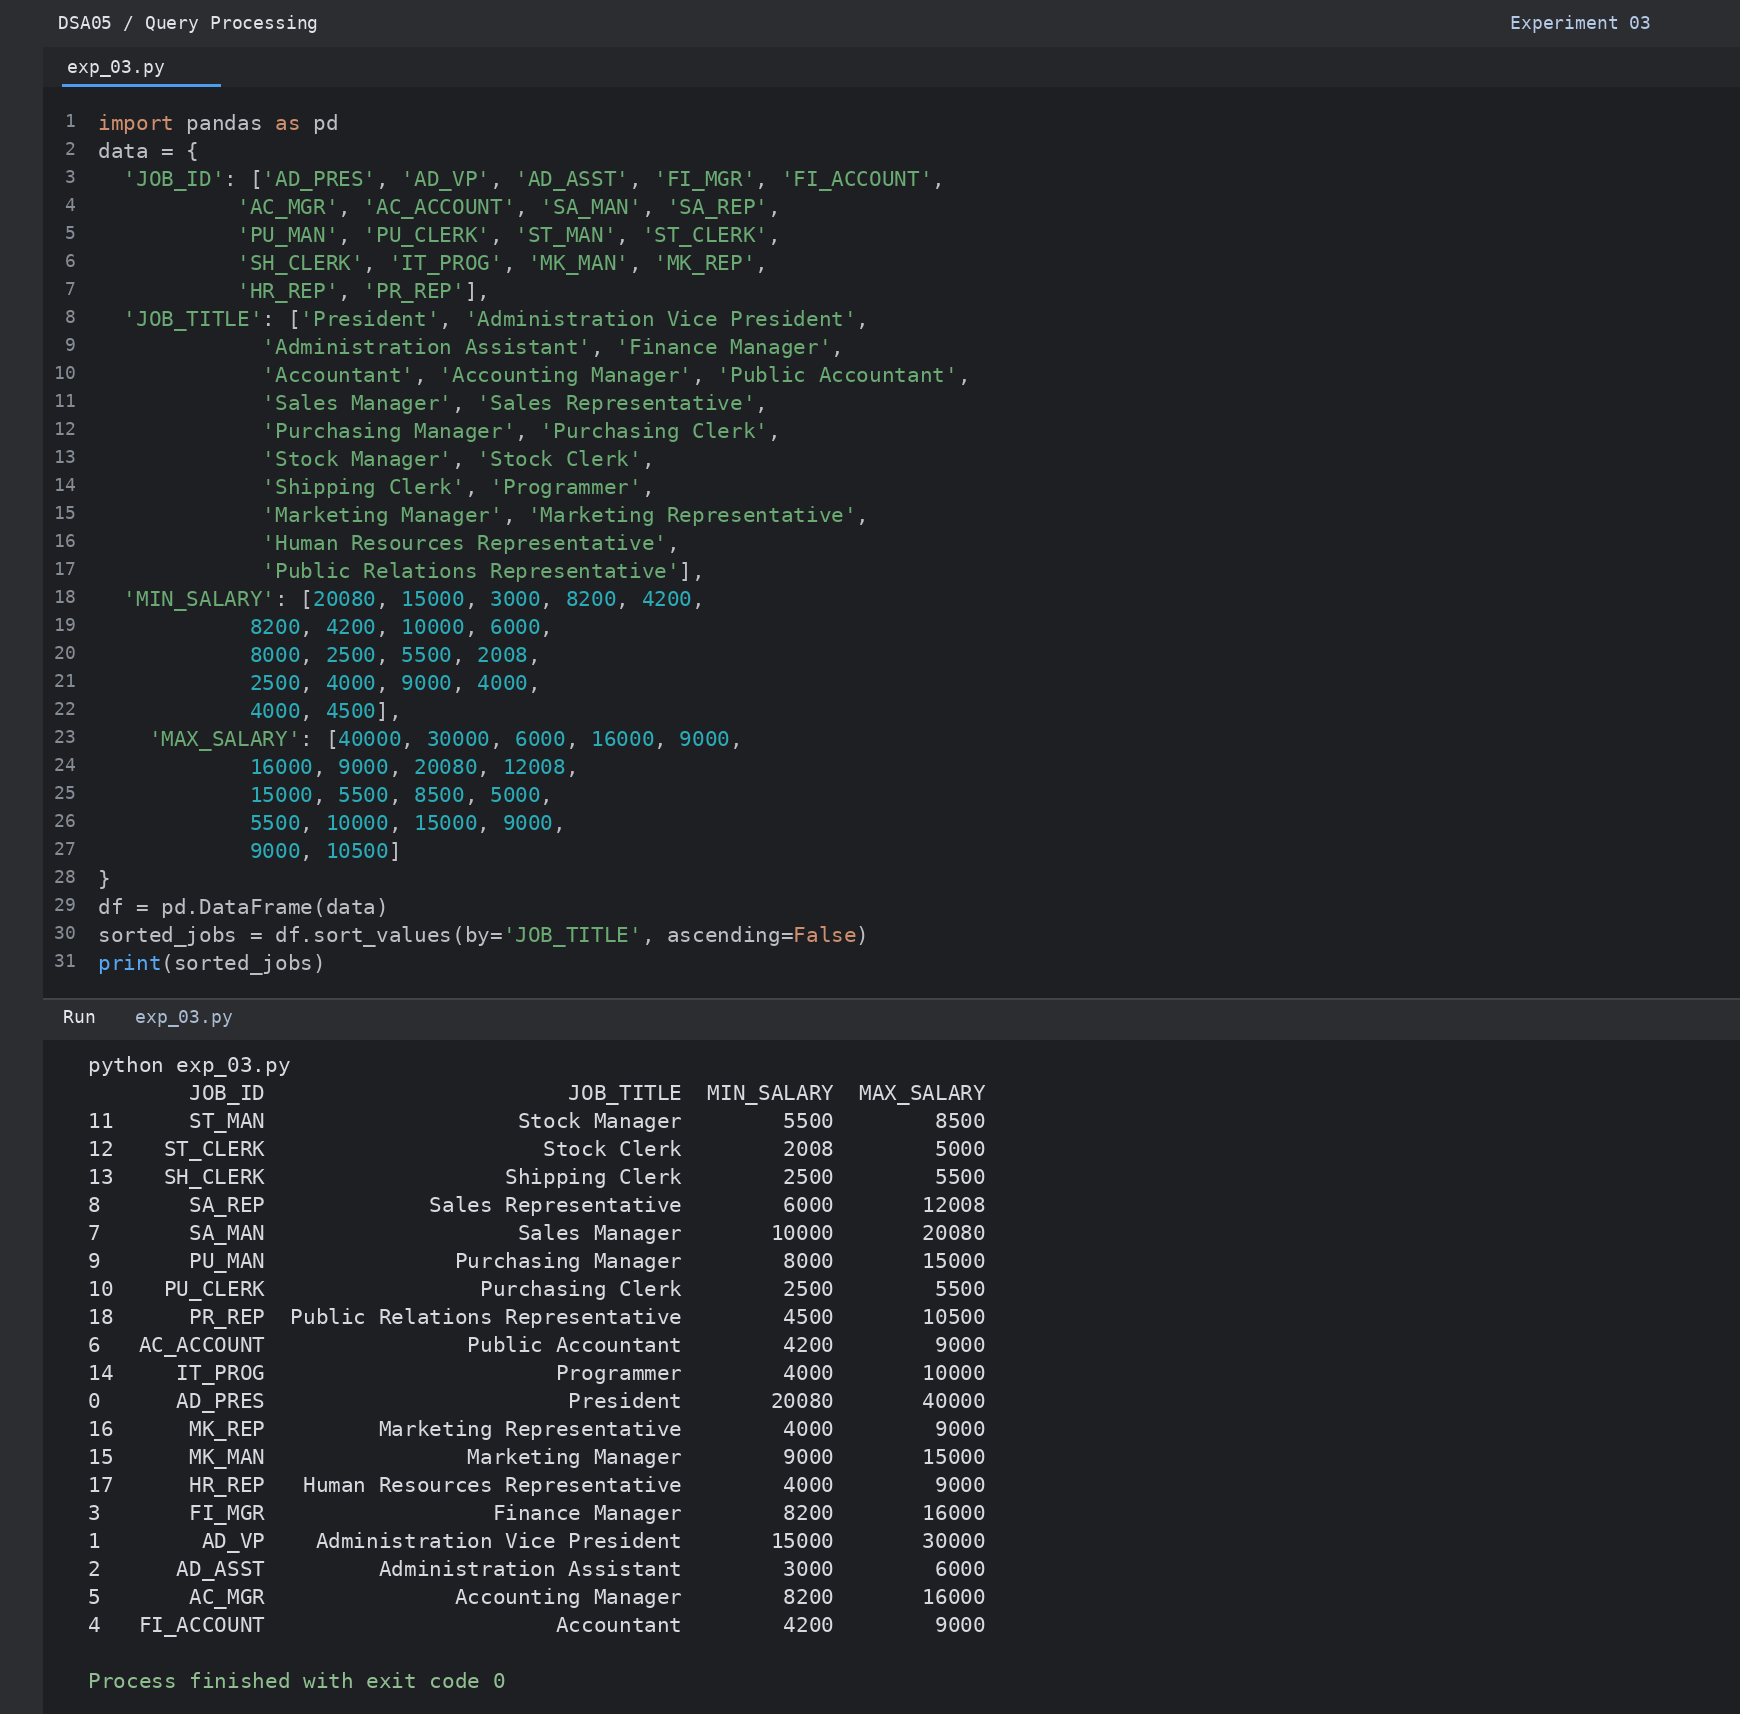 DSA05 / Query Processing
Experiment 03
exp_03.py
1 import pandas as pd
2 data = {
3   'JOB_ID': ['AD_PRES', 'AD_VP', 'AD_ASST', 'FI_MGR', 'FI_ACCOUNT',
4            'AC_MGR', 'AC_ACCOUNT', 'SA_MAN', 'SA_REP',
5            'PU_MAN', 'PU_CLERK', 'ST_MAN', 'ST_CLERK',
6            'SH_CLERK', 'IT_PROG', 'MK_MAN', 'MK_REP',
7            'HR_REP', 'PR_REP'],
8   'JOB_TITLE': ['President', 'Administration Vice President',
9              'Administration Assistant', 'Finance Manager',
10              'Accountant', 'Accounting Manager', 'Public Accountant',
11              'Sales Manager', 'Sales Representative',
12              'Purchasing Manager', 'Purchasing Clerk',
13              'Stock Manager', 'Stock Clerk',
14              'Shipping Clerk', 'Programmer',
15              'Marketing Manager', 'Marketing Representative',
16              'Human Resources Representative',
17              'Public Relations Representative'],
18   'MIN_SALARY': [20080, 15000, 3000, 8200, 4200,
19             8200, 4200, 10000, 6000,
20             8000, 2500, 5500, 2008,
21             2500, 4000, 9000, 4000,
22             4000, 4500],
23     'MAX_SALARY': [40000, 30000, 6000, 16000, 9000,
24             16000, 9000, 20080, 12008,
25             15000, 5500, 8500, 5000,
26             5500, 10000, 15000, 9000,
27             9000, 10500]
28 }
29 df = pd.DataFrame(data)
30 sorted_jobs = df.sort_values(by='JOB_TITLE', ascending=False)
31 print(sorted_jobs)
Run exp_03.py
python exp_03.py
        JOB_ID                        JOB_TITLE  MIN_SALARY  MAX_SALARY
11      ST_MAN                    Stock Manager        5500        8500
12    ST_CLERK                      Stock Clerk        2008        5000
13    SH_CLERK                   Shipping Clerk        2500        5500
8       SA_REP             Sales Representative        6000       12008
7       SA_MAN                    Sales Manager       10000       20080
9       PU_MAN               Purchasing Manager        8000       15000
10    PU_CLERK                 Purchasing Clerk        2500        5500
18      PR_REP  Public Relations Representative        4500       10500
6   AC_ACCOUNT                Public Accountant        4200        9000
14     IT_PROG                       Programmer        4000       10000
0      AD_PRES                        President       20080       40000
16      MK_REP         Marketing Representative        4000        9000
15      MK_MAN                Marketing Manager        9000       15000
17      HR_REP   Human Resources Representative        4000        9000
3       FI_MGR                  Finance Manager        8200       16000
1        AD_VP    Administration Vice President       15000       30000
2      AD_ASST         Administration Assistant        3000        6000
5       AC_MGR               Accounting Manager        8200       16000
4   FI_ACCOUNT                       Accountant        4200        9000
Process finished with exit code 0